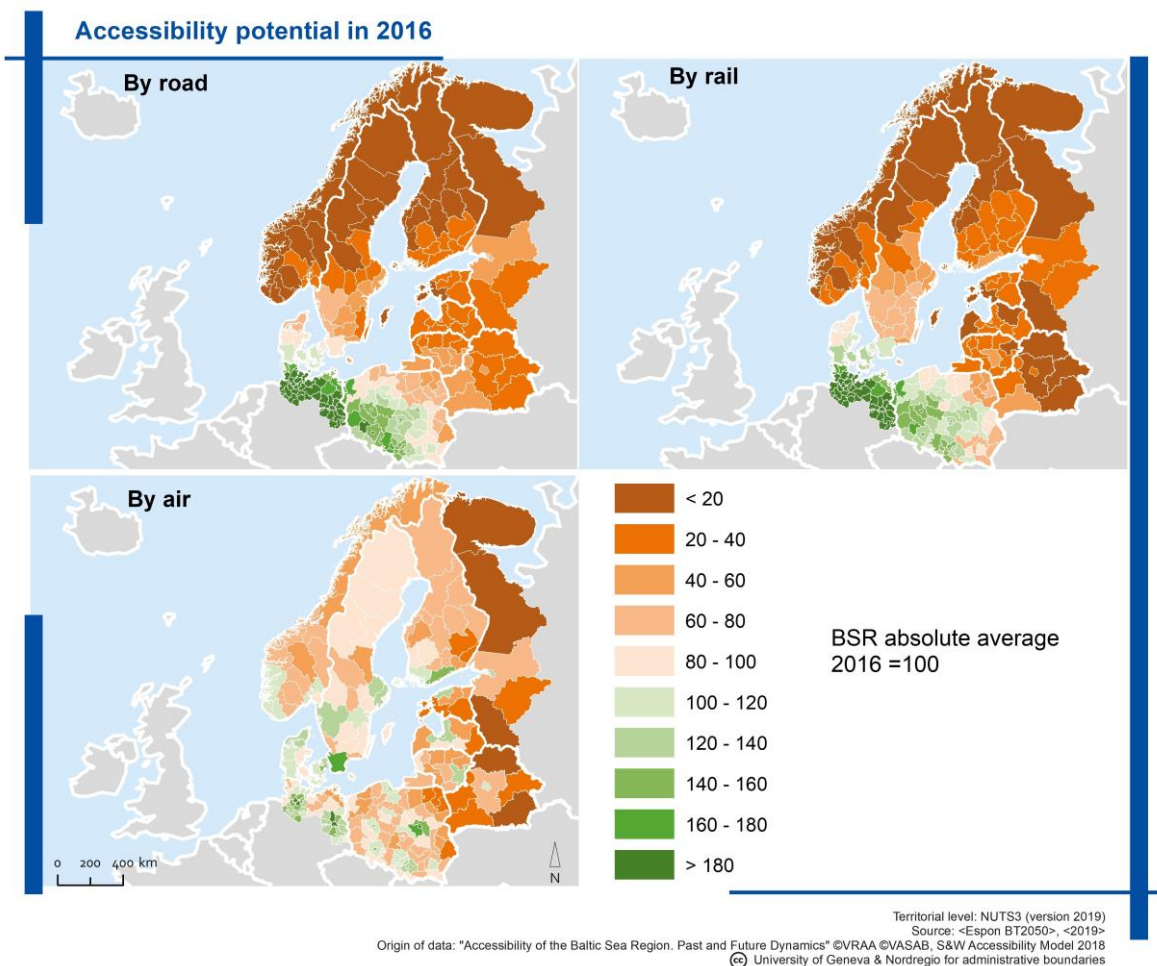 Accessibility potential in 2016
By road
By rail
By air
< 20
20 - 40
40 - 60
60 - 80
80 - 100
100 - 120
120 - 140
140 - 160
160 - 180
> 180
BSR absolute average
2016 =100
0 200 400 km
N
Territorial level: NUTS3 (version 2019)
Source: <Espon BT2050>, <2019>
Origin of data: "Accessibility of the Baltic Sea Region. Past and Future Dynamics" ©VRAA ©VASAB, S&W Accessibility Model 2018
cc University of Geneva & Nordregio for administrative boundaries